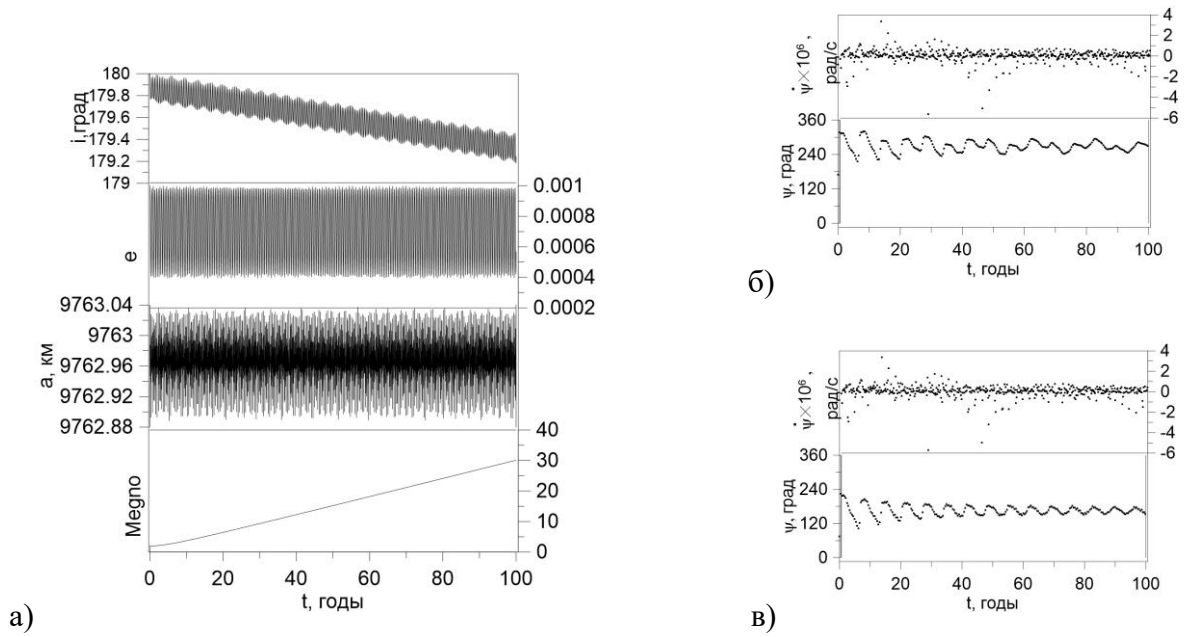 180
179.8
179.6
179.4
179.2
179
i,град
0.001
0.0008
0.0006
0.0004
0.0002
e
9763.04
9763
9762.96
9762.92
9762.88
a, км
40
30
20
10
0
Megno
0 20 40 60 80 100
t, годы
а)
4
2
0
-2
-4
-6
ψ̇×10⁶ ,
рад/с
360
240
120
0
ψ, град
0 20 40 60 80 100
t, годы
б)
4
2
0
-2
-4
-6
ψ̇×10⁶ ,
рад/с
360
240
120
0
ψ, град
0 20 40 60 80 100
t, годы
в)